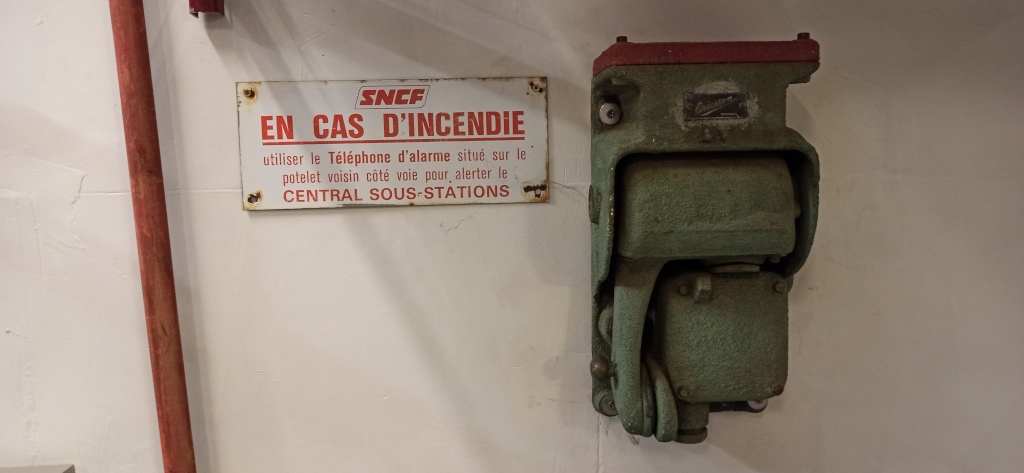 SNCF
EN CAS D'INCENDIE
utiliser le Téléphone d'alarme situé sur le
potelet voisin côté voie pour alerter le
CENTRAL SOUS-STATIONS